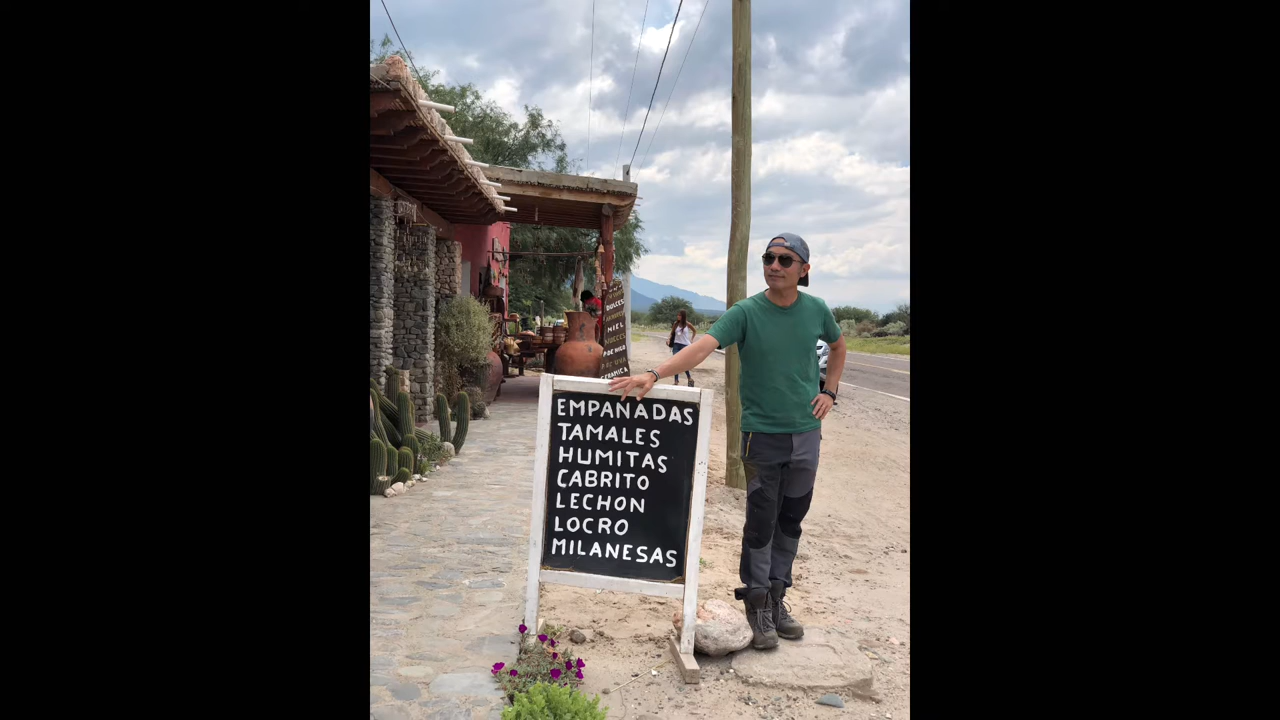 DULCES
MIEL
CERAMICA
EMPANADAS
TAMALES
HUMITAS
CABRITO
LECHON
LOCRO
MILANESAS